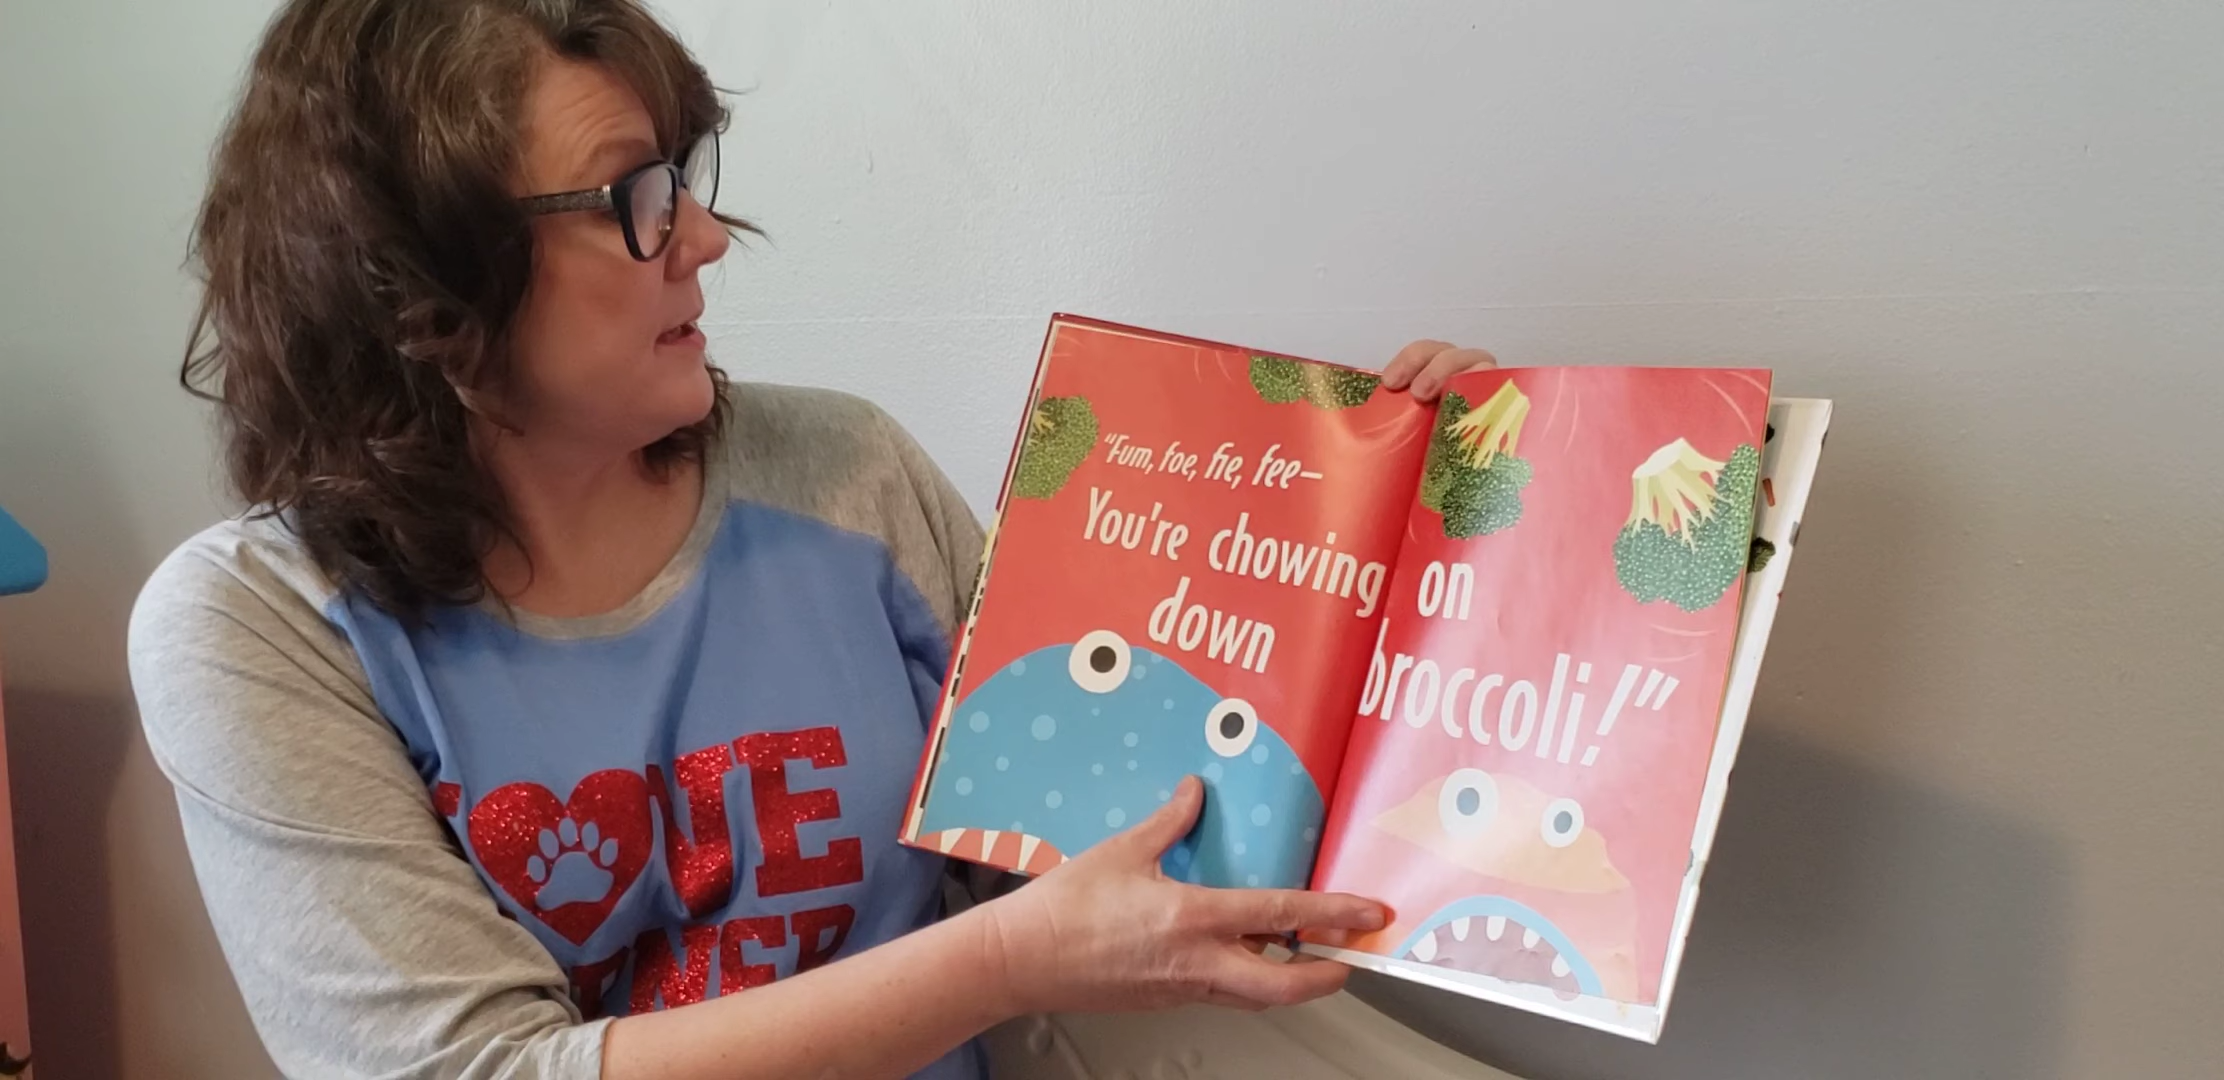 "Fum, foe, fie, fee—
You're chowing on
down broccoli!"